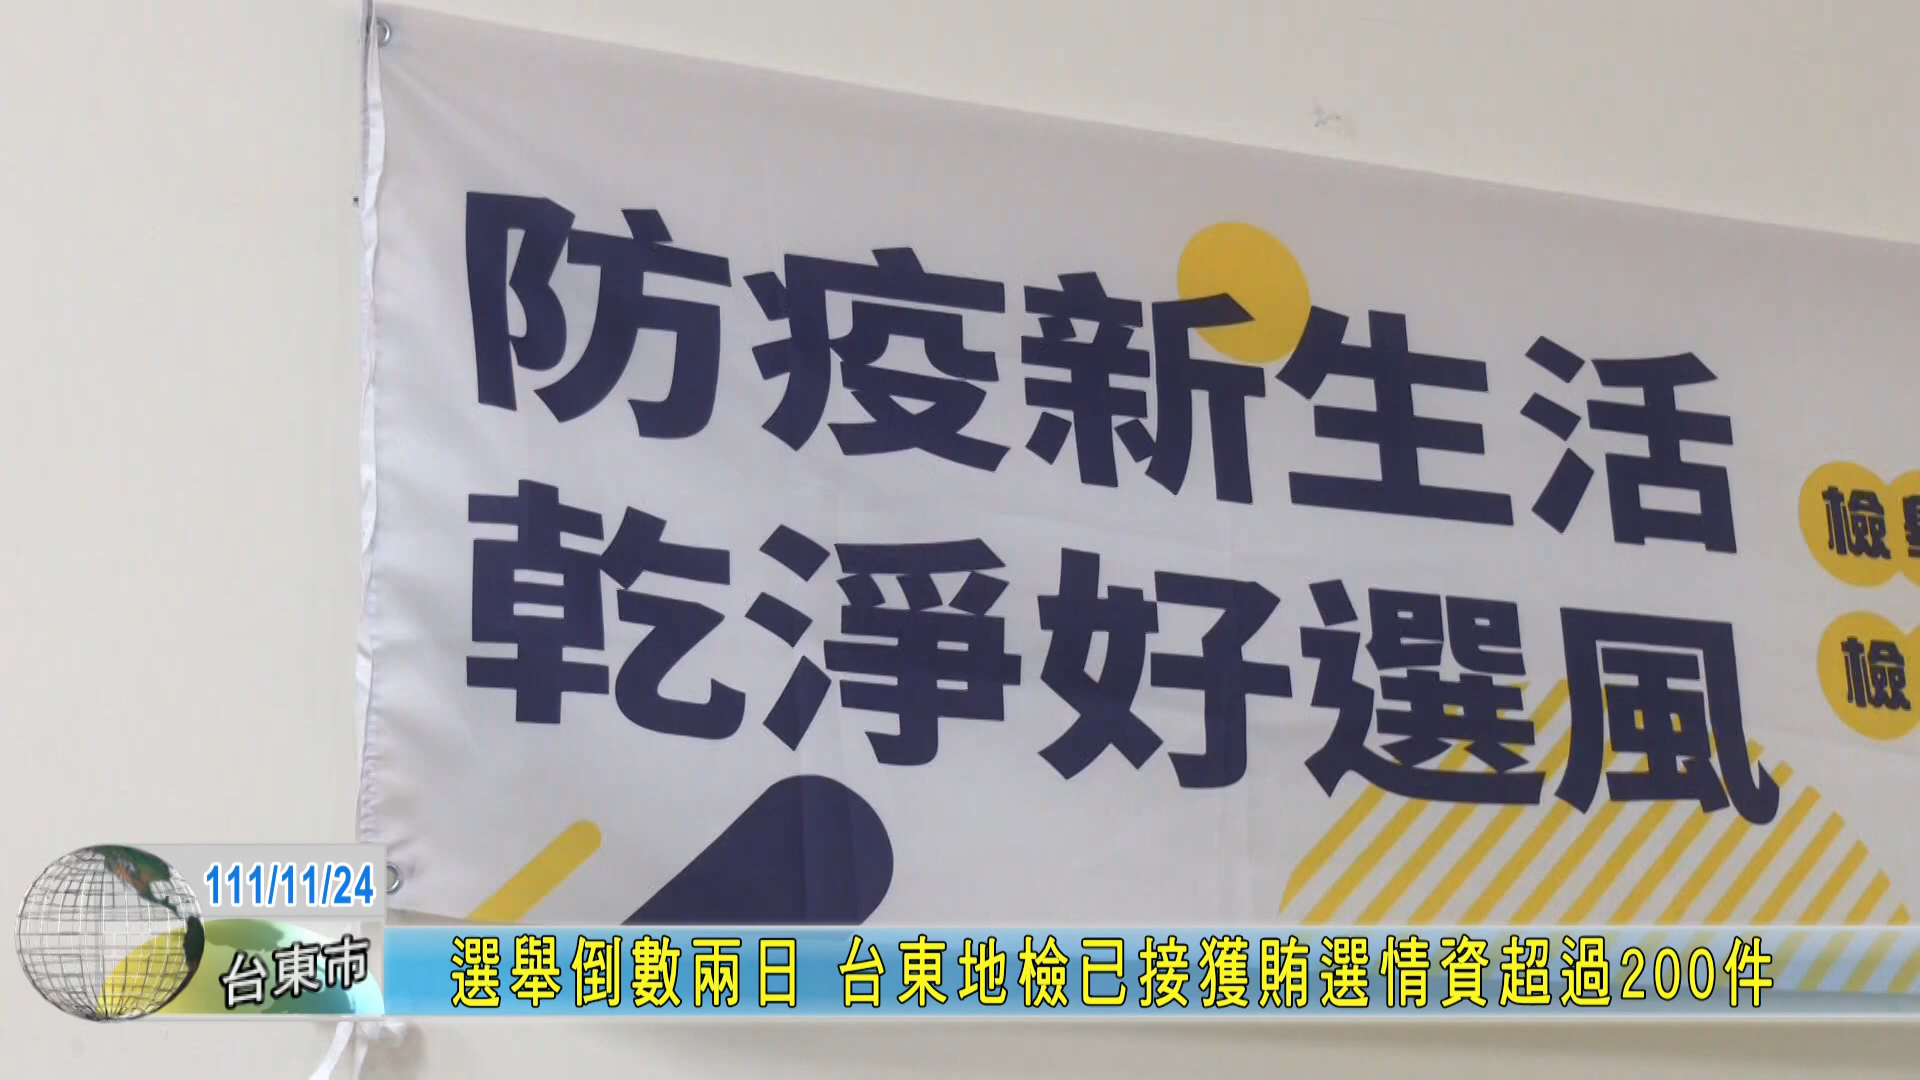 防疫新生活
乾淨好選風
檢
檢
111/11/24
台東市
選舉倒數兩日 台東地檢已接獲賄選情資超過200件